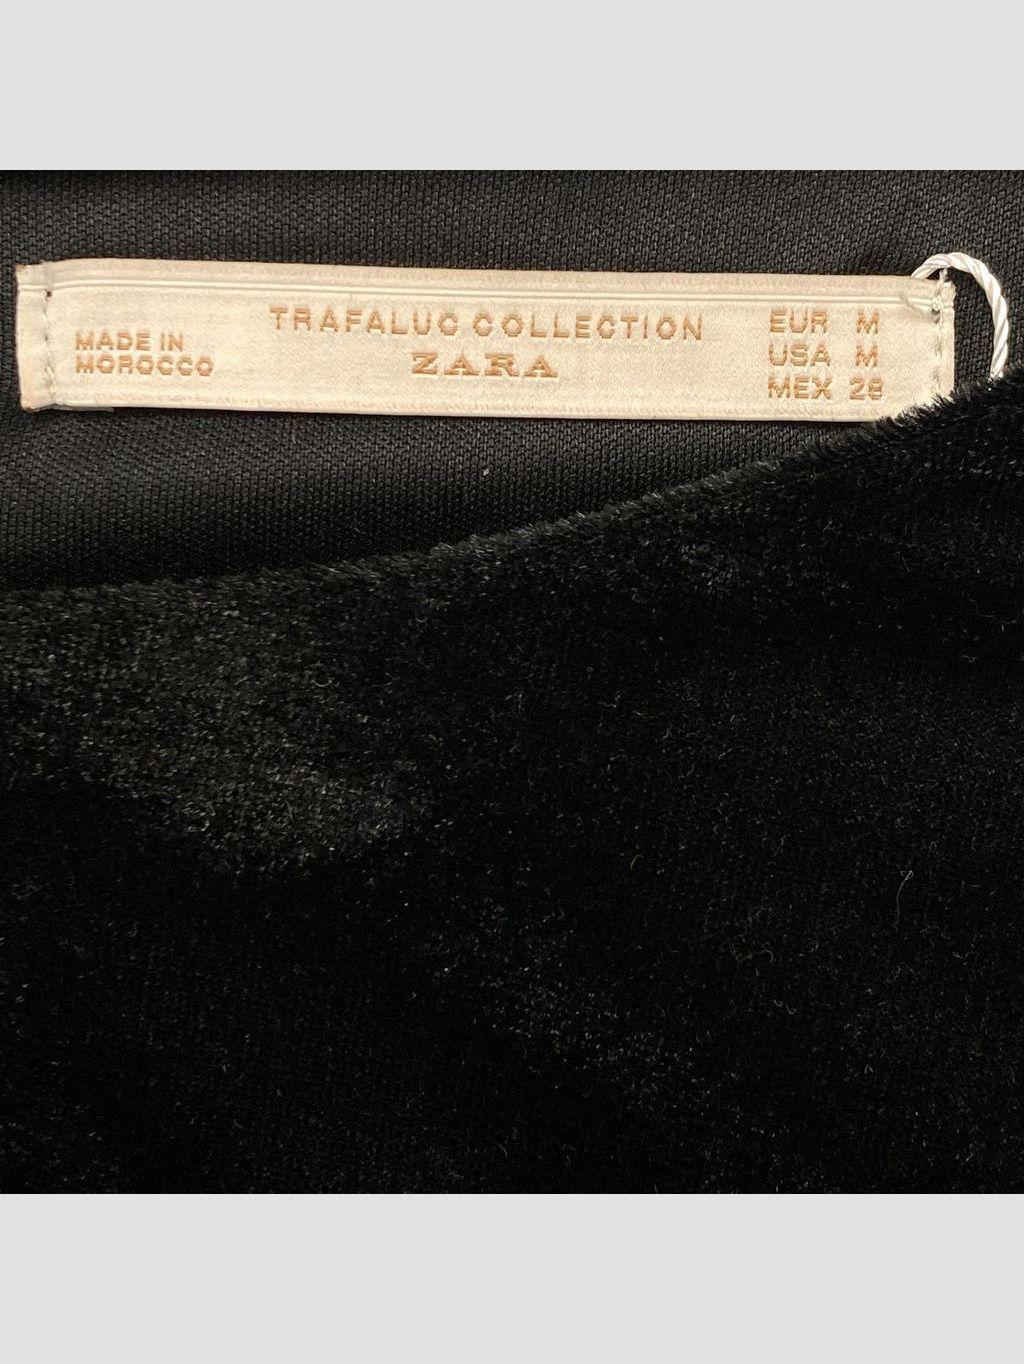 MADE IN
MOROCCO
TRAFALUC COLLECTION
ZARA
EUR M
USA M
MEX 28